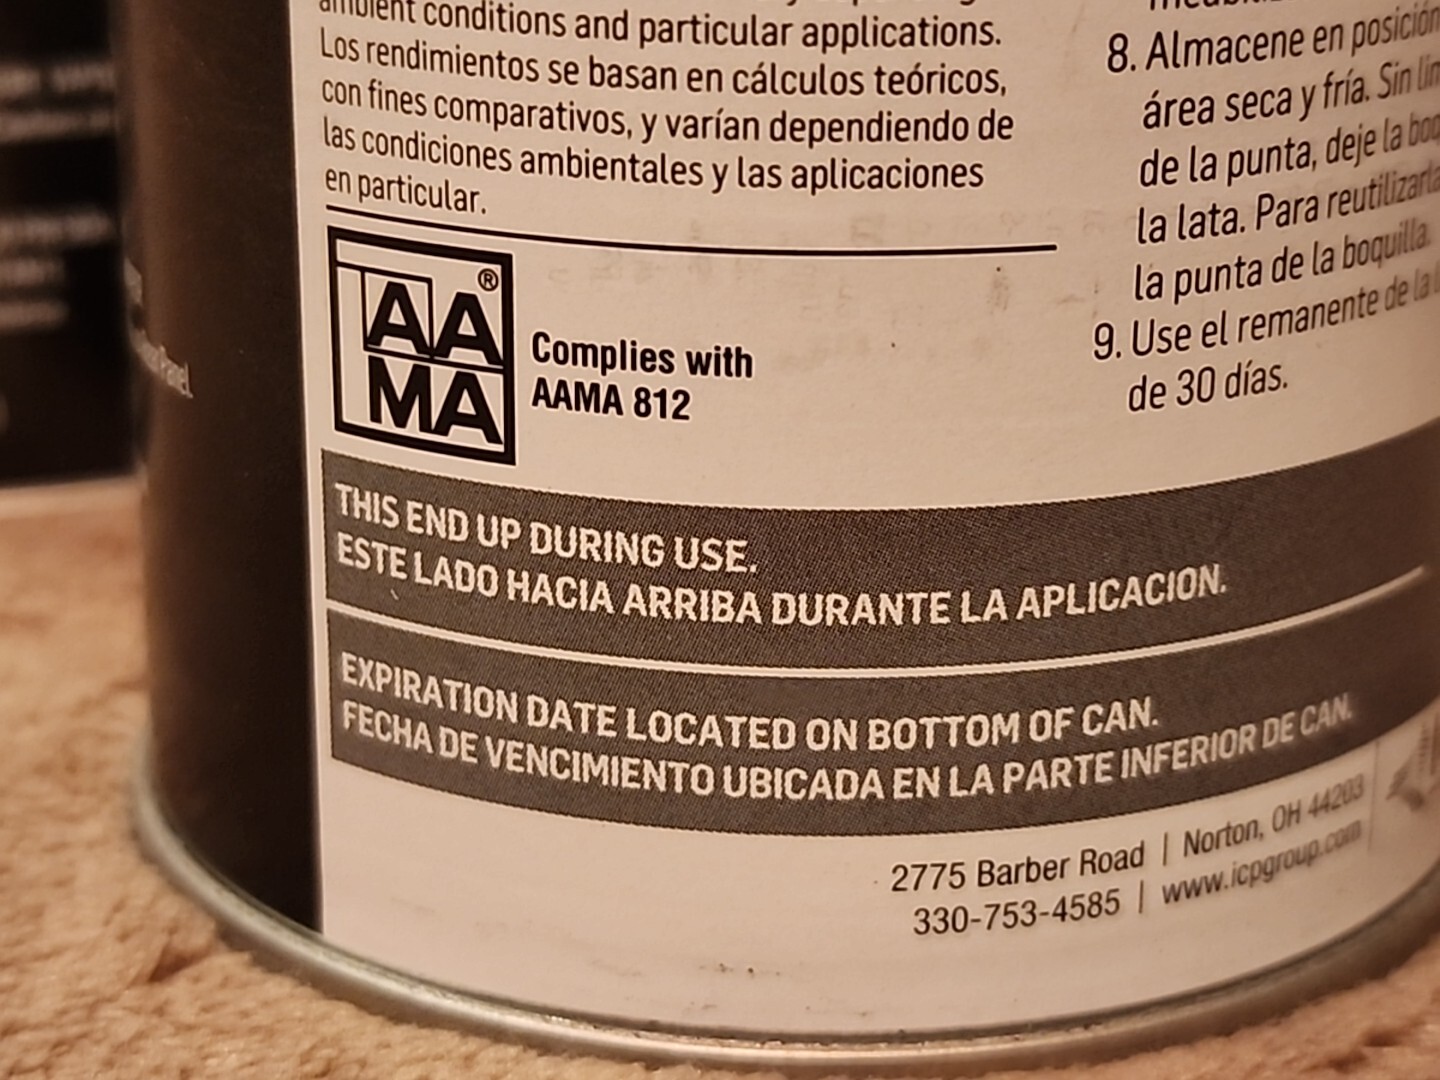 ambient conditions and particular applications.
Los rendimientos se basan en cálculos teóricos,
con fines comparativos, y varían dependiendo de
las condiciones ambientales y las aplicaciones
en particular.
AA
MA
®
Complies with
AAMA 812
8. Almacene en posición
área seca y fría. Sin
de la punta, deje la
la lata. Para reutilizarla
la punta de la boquilla.
9. Use el remanente de la
de 30 días.
THIS END UP DURING USE.
ESTE LADO HACIA ARRIBA DURANTE LA APLICACION.
EXPIRATION DATE LOCATED ON BOTTOM OF CAN.
FECHA DE VENCIMIENTO UBICADA EN LA PARTE INFERIOR DE CAN.
2775 Barber Road | Norton, OH 44203
330-753-4585 | www.icpgroup.com
Panel.